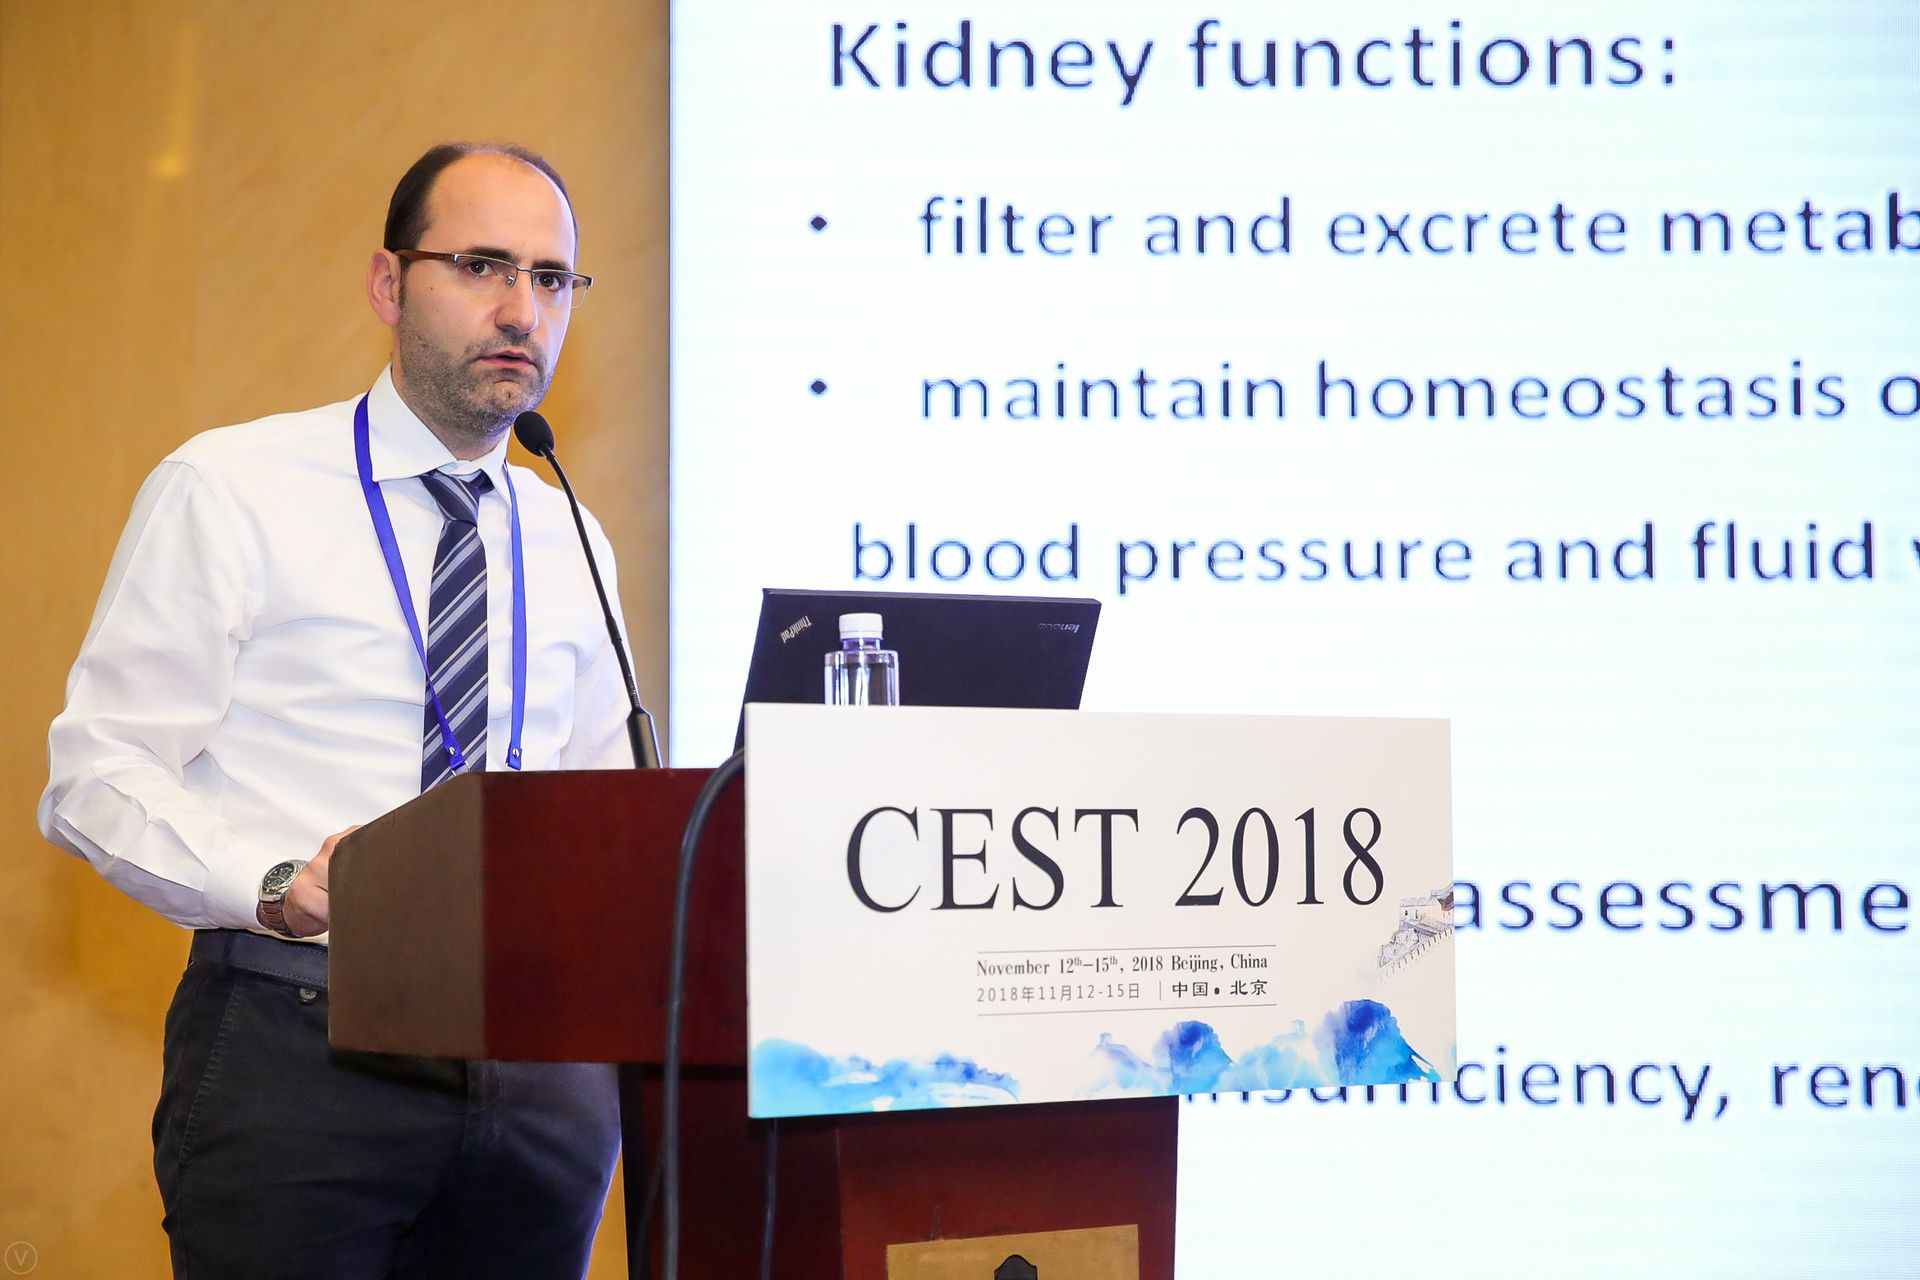 Kidney functions:
• filter and excrete metab
• maintain homeostasis o
blood pressure and fluid
ThinkPad
lenovo
CEST 2018
November 12th–15th, 2018 Beijing, China
2018年11月12-15日 | 中国 • 北京
assessme
ciency, ren
V